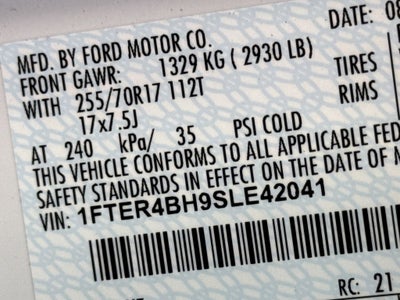 DATE: 08
MFD. BY FORD MOTOR CO.
FRONT GAWR: 1329 KG ( 2930 LB)
WITH 255/70R17 112T TIRES
17x7.5J RIMS
AT 240 kPa/ 35 PSI COLD
THIS VEHICLE CONFORMS TO ALL APPLICABLE FED
SAFETY STANDARDS IN EFFECT ON THE DATE OF M
VIN: 1FTER4BH9SLE42041
RC: 21